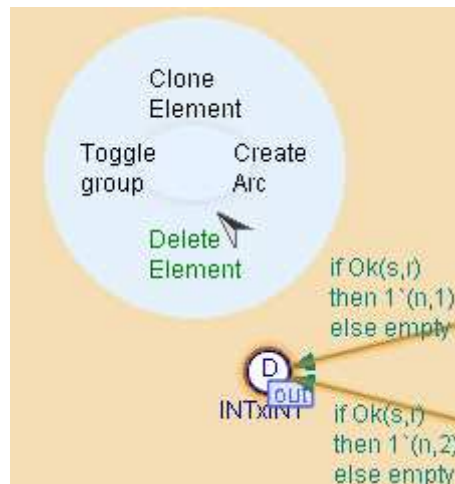 Clone
Element
Toggle
group
Create
Arc
Delete
Element
if Ok(s,r)
then 1`(n,1)
else empty
D
out
INTxINT
if Ok(s,r)
then 1`(n,2)
else empty